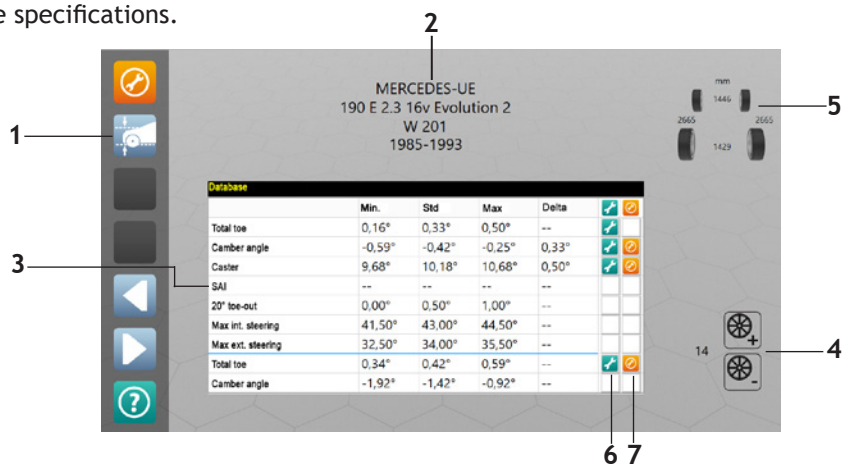 e specifications.
2
MERCEDES-UE
190 E 2.3 16v Evolution 2
W 201
1985-1993
mm
1446
5
2665 2665
1429
1
Database
Min. Std Max Delta
Total toe 0,16° 0,33° 0,50° --
Camber angle -0,59° -0,42° -0,25° 0,33°
Caster 9,68° 10,18° 10,68° 0,50°
3
SAI -- -- -- --
20° toe-out 0,00° 0,50° 1,00° --
Max int. steering 41,50° 43,00° 44,50° --
Max ext. steering 32,50° 34,00° 35,50° --
Total toe 0,34° 0,42° 0,59° --
Camber angle -1,92° -1,42° -0,92° --
+
14
4
-
?
6 7